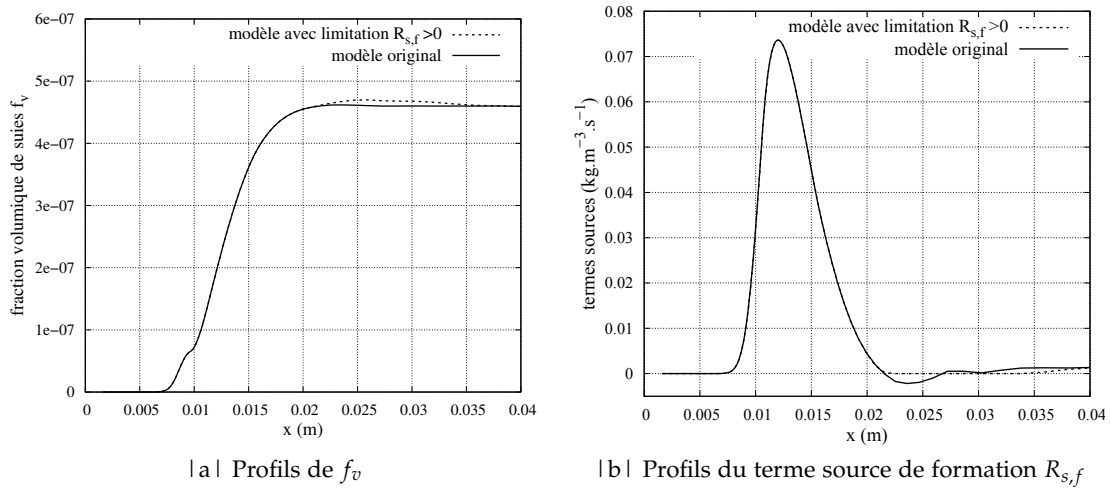 6e−07
5e−07
4e−07
3e−07
2e−07
1e−07
0
0 0.005 0.01 0.015 0.02 0.025 0.03 0.035 0.04
fraction volumique de suies f_v
x (m)
modèle avec limitation R_s,f >0
modèle original
|a| Profils de f_v
0.08
0.07
0.06
0.05
0.04
0.03
0.02
0.01
0
0 0.005 0.01 0.015 0.02 0.025 0.03 0.035 0.04
termes sources (kg.m⁻³.s⁻¹)
x (m)
modèle avec limitation R_s,f >0
modèle original
|b| Profils du terme source de formation R_s,f